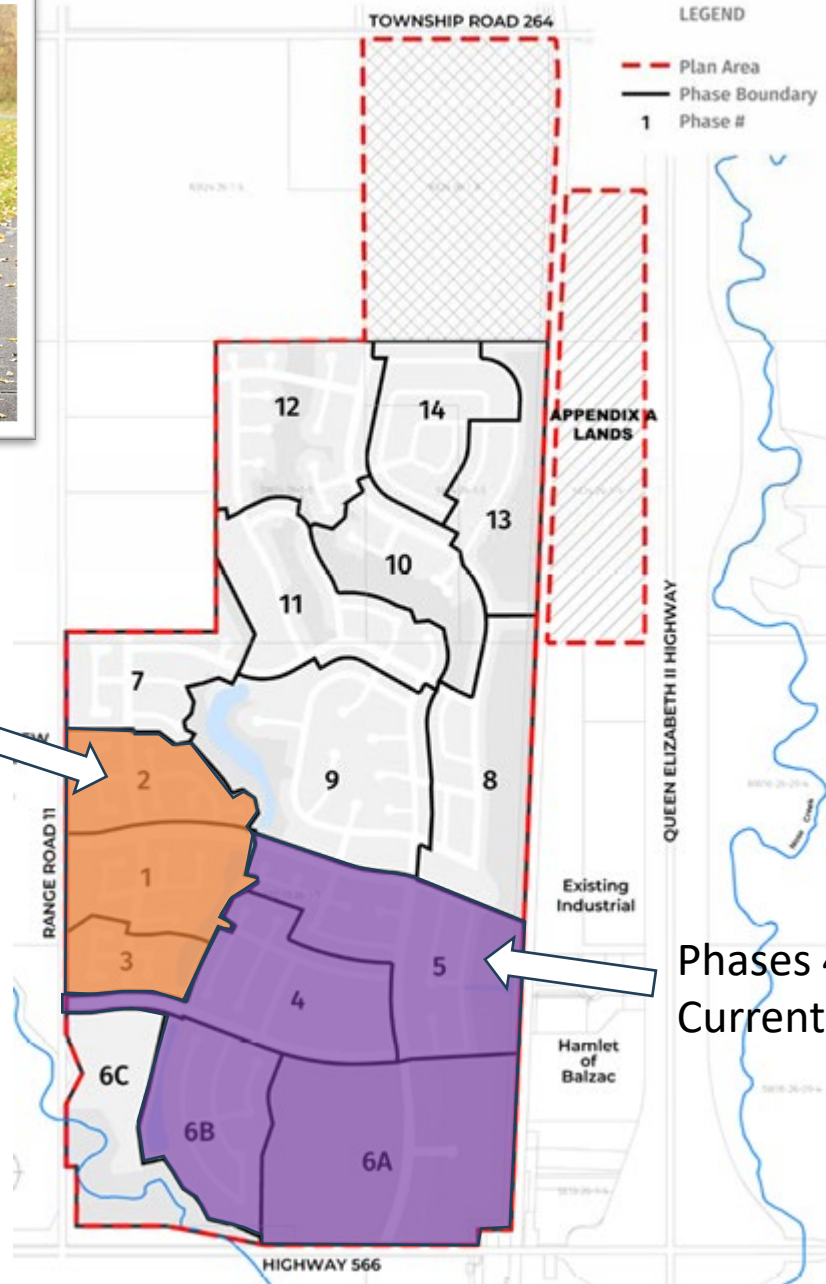 TOWNSHIP ROAD 264
LEGEND
Plan Area
Phase Boundary
1 Phase #
12
14
APPENDIX A
LANDS
13
10
11
7
QUEEN ELIZABETH II HIGHWAY
2
9
8
RANGE ROAD 11
1
Existing
Industrial
Nose Creek
3
5
4
Phases 4
Current
Hamlet
of
Balzac
6C
6B
6A
HIGHWAY 566